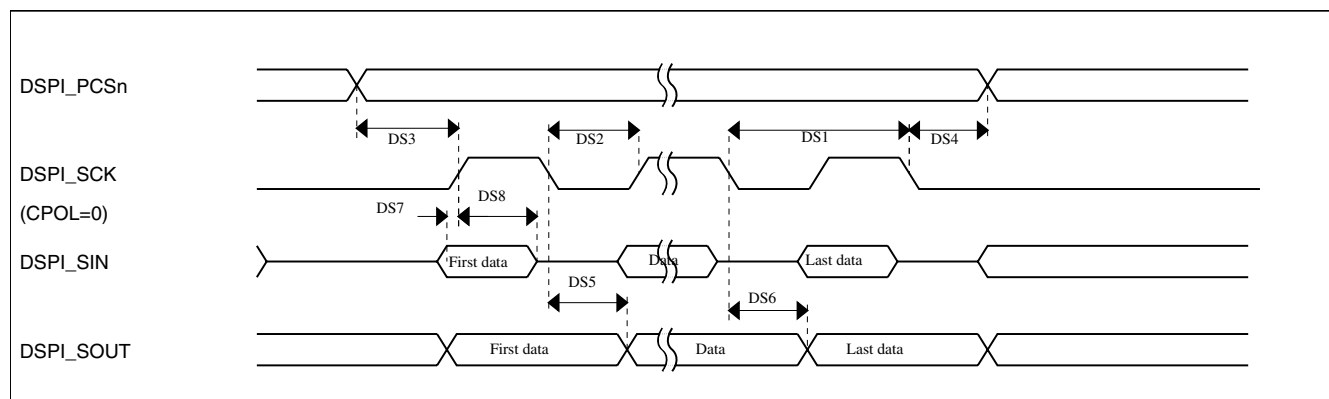 DSPI_PCSn
DS3
DS2
DS1
DS4
DSPI_SCK
(CPOL=0)
DS7
DS8
DSPI_SIN
First data
Data
Last data
DS5
DS6
DSPI_SOUT
First data
Data
Last data